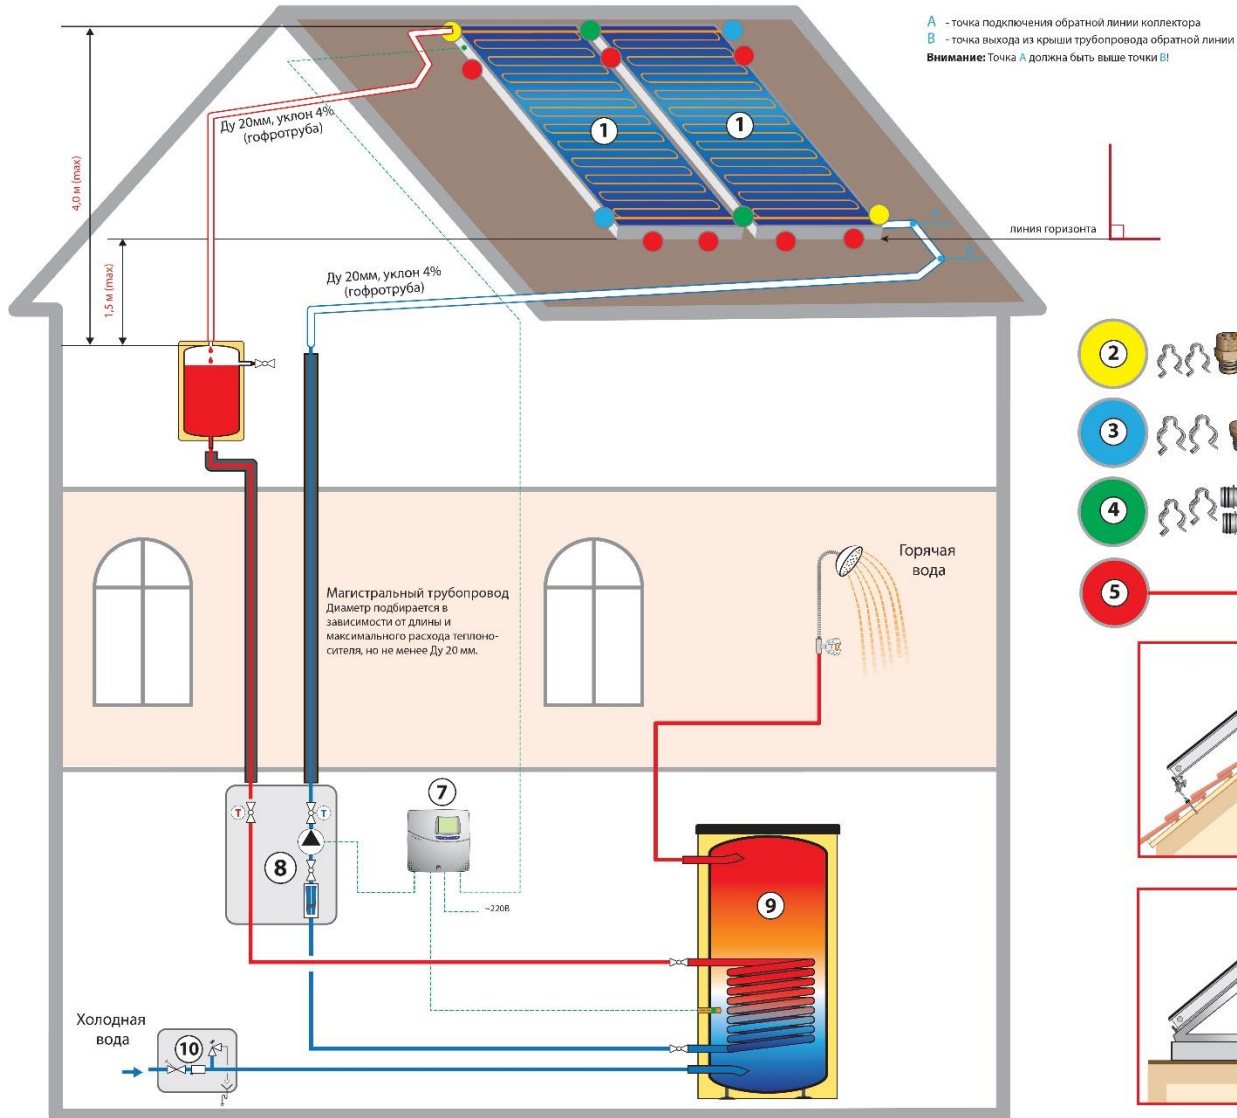 А - точка подключения обратной линии коллектора
В - точка выхода из крыши трубопровода обратной линии
Внимание: Точка А должна быть выше точки В!
Ду 20мм, уклон 4%
(гофротруба)
4,0 м (max)
1
1
линия горизонта
1,5 м (max)
Ду 20мм, уклон 4%
(гофротруба)
2
3
4
5
Горячая
вода
Магистральный трубопровод
Диаметр подбирается в
зависимости от длины и
максимального расхода теплоно-
сителя, но не менее Ду 20 мм.
7
T
T
8
~220В
9
Холодная
вода
10